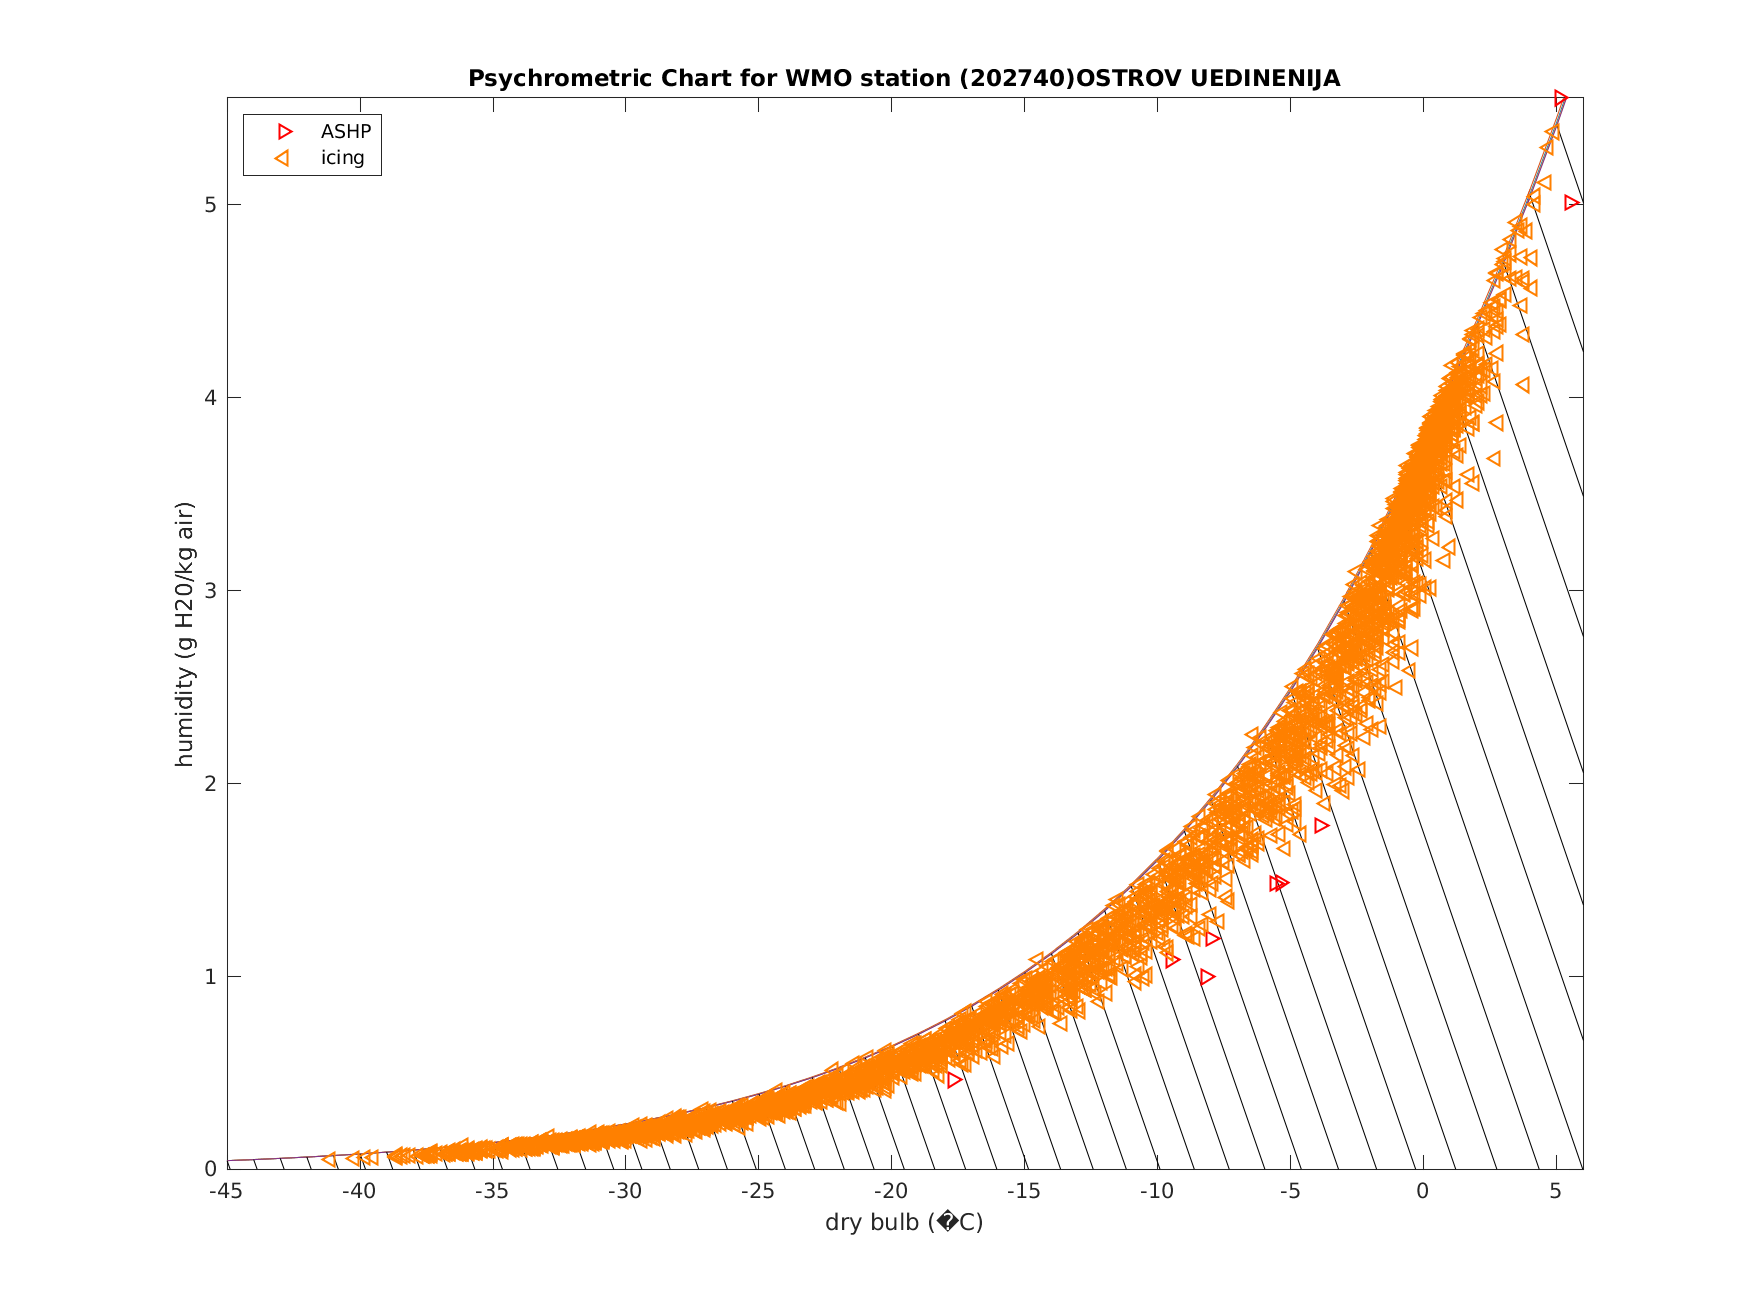 Psychrometric Chart for WMO station (202740)OSTROV UEDINENIJA
ASHP
icing
humidity (g H20/kg air)
5
4
3
2
1
0
-45 -40 -35 -30 -25 -20 -15 -10 -5 0 5
dry bulb (�C)